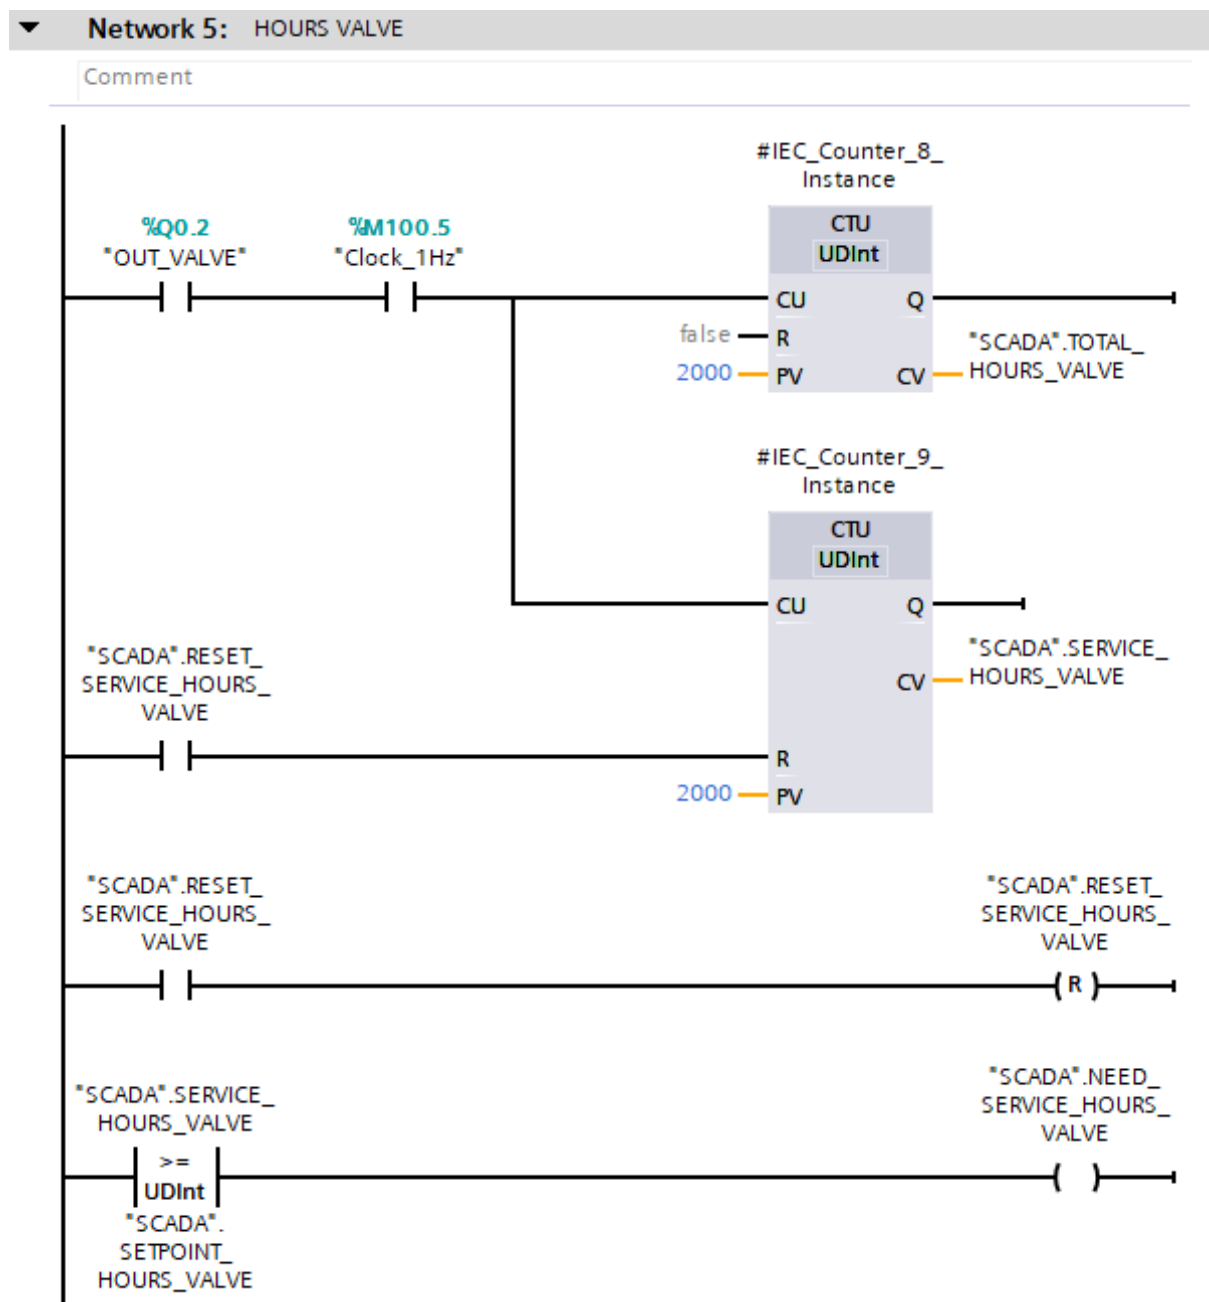 Network 5: HOURS VALVE
Comment
#IEC_Counter_8_
Instance
%Q0.2
"OUT_VALVE"
%M100.5
"Clock_1Hz"
CTU
UDInt
CU
Q
false
R
2000
PV
CV
"SCADA".TOTAL_
HOURS_VALVE
#IEC_Counter_9_
Instance
CTU
UDInt
CU
Q
"SCADA".SERVICE_
HOURS_VALVE
CV
"SCADA".RESET_
SERVICE_HOURS_
VALVE
R
2000
PV
"SCADA".RESET_
SERVICE_HOURS_
VALVE
"SCADA".RESET_
SERVICE_HOURS_
VALVE
( R )
"SCADA".SERVICE_
HOURS_VALVE
>=
UDInt
"SCADA".
SETPOINT_
HOURS_VALVE
"SCADA".NEED_
SERVICE_HOURS_
VALVE
( )